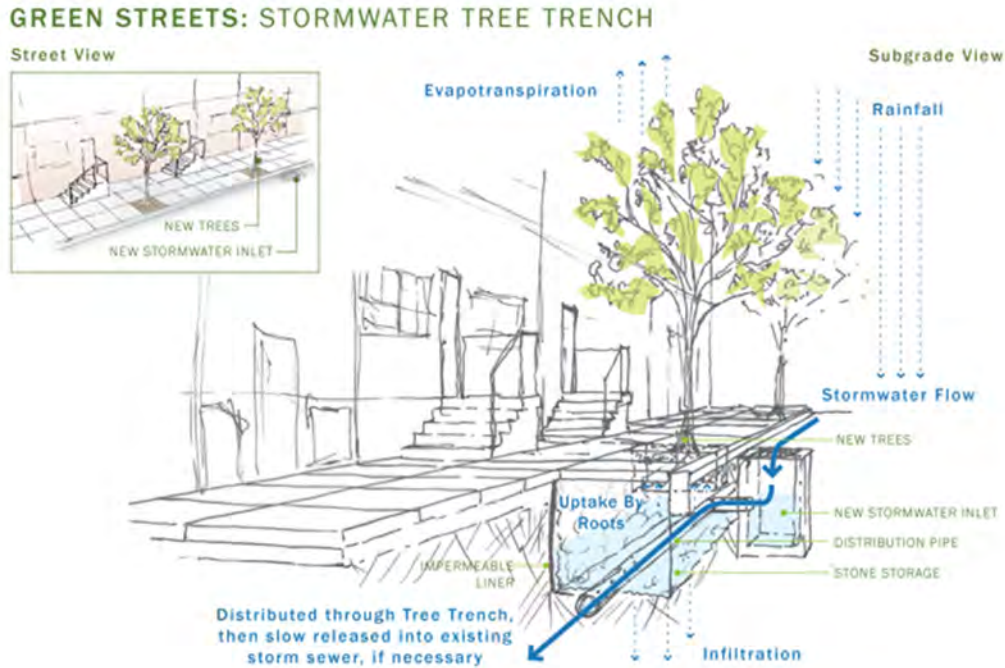 GREEN STREETS: STORMWATER TREE TRENCH
Street View
Subgrade View
NEW TREES
NEW STORMWATER INLET
Evapotranspiration
Rainfall
Stormwater Flow
NEW TREES
Uptake By
Roots
NEW STORMWATER INLET
DISTRIBUTION PIPE
STONE STORAGE
IMPERMEABLE
LINER
Distributed through Tree Trench,
then slow released into existing
storm sewer, if necessary
Infiltration